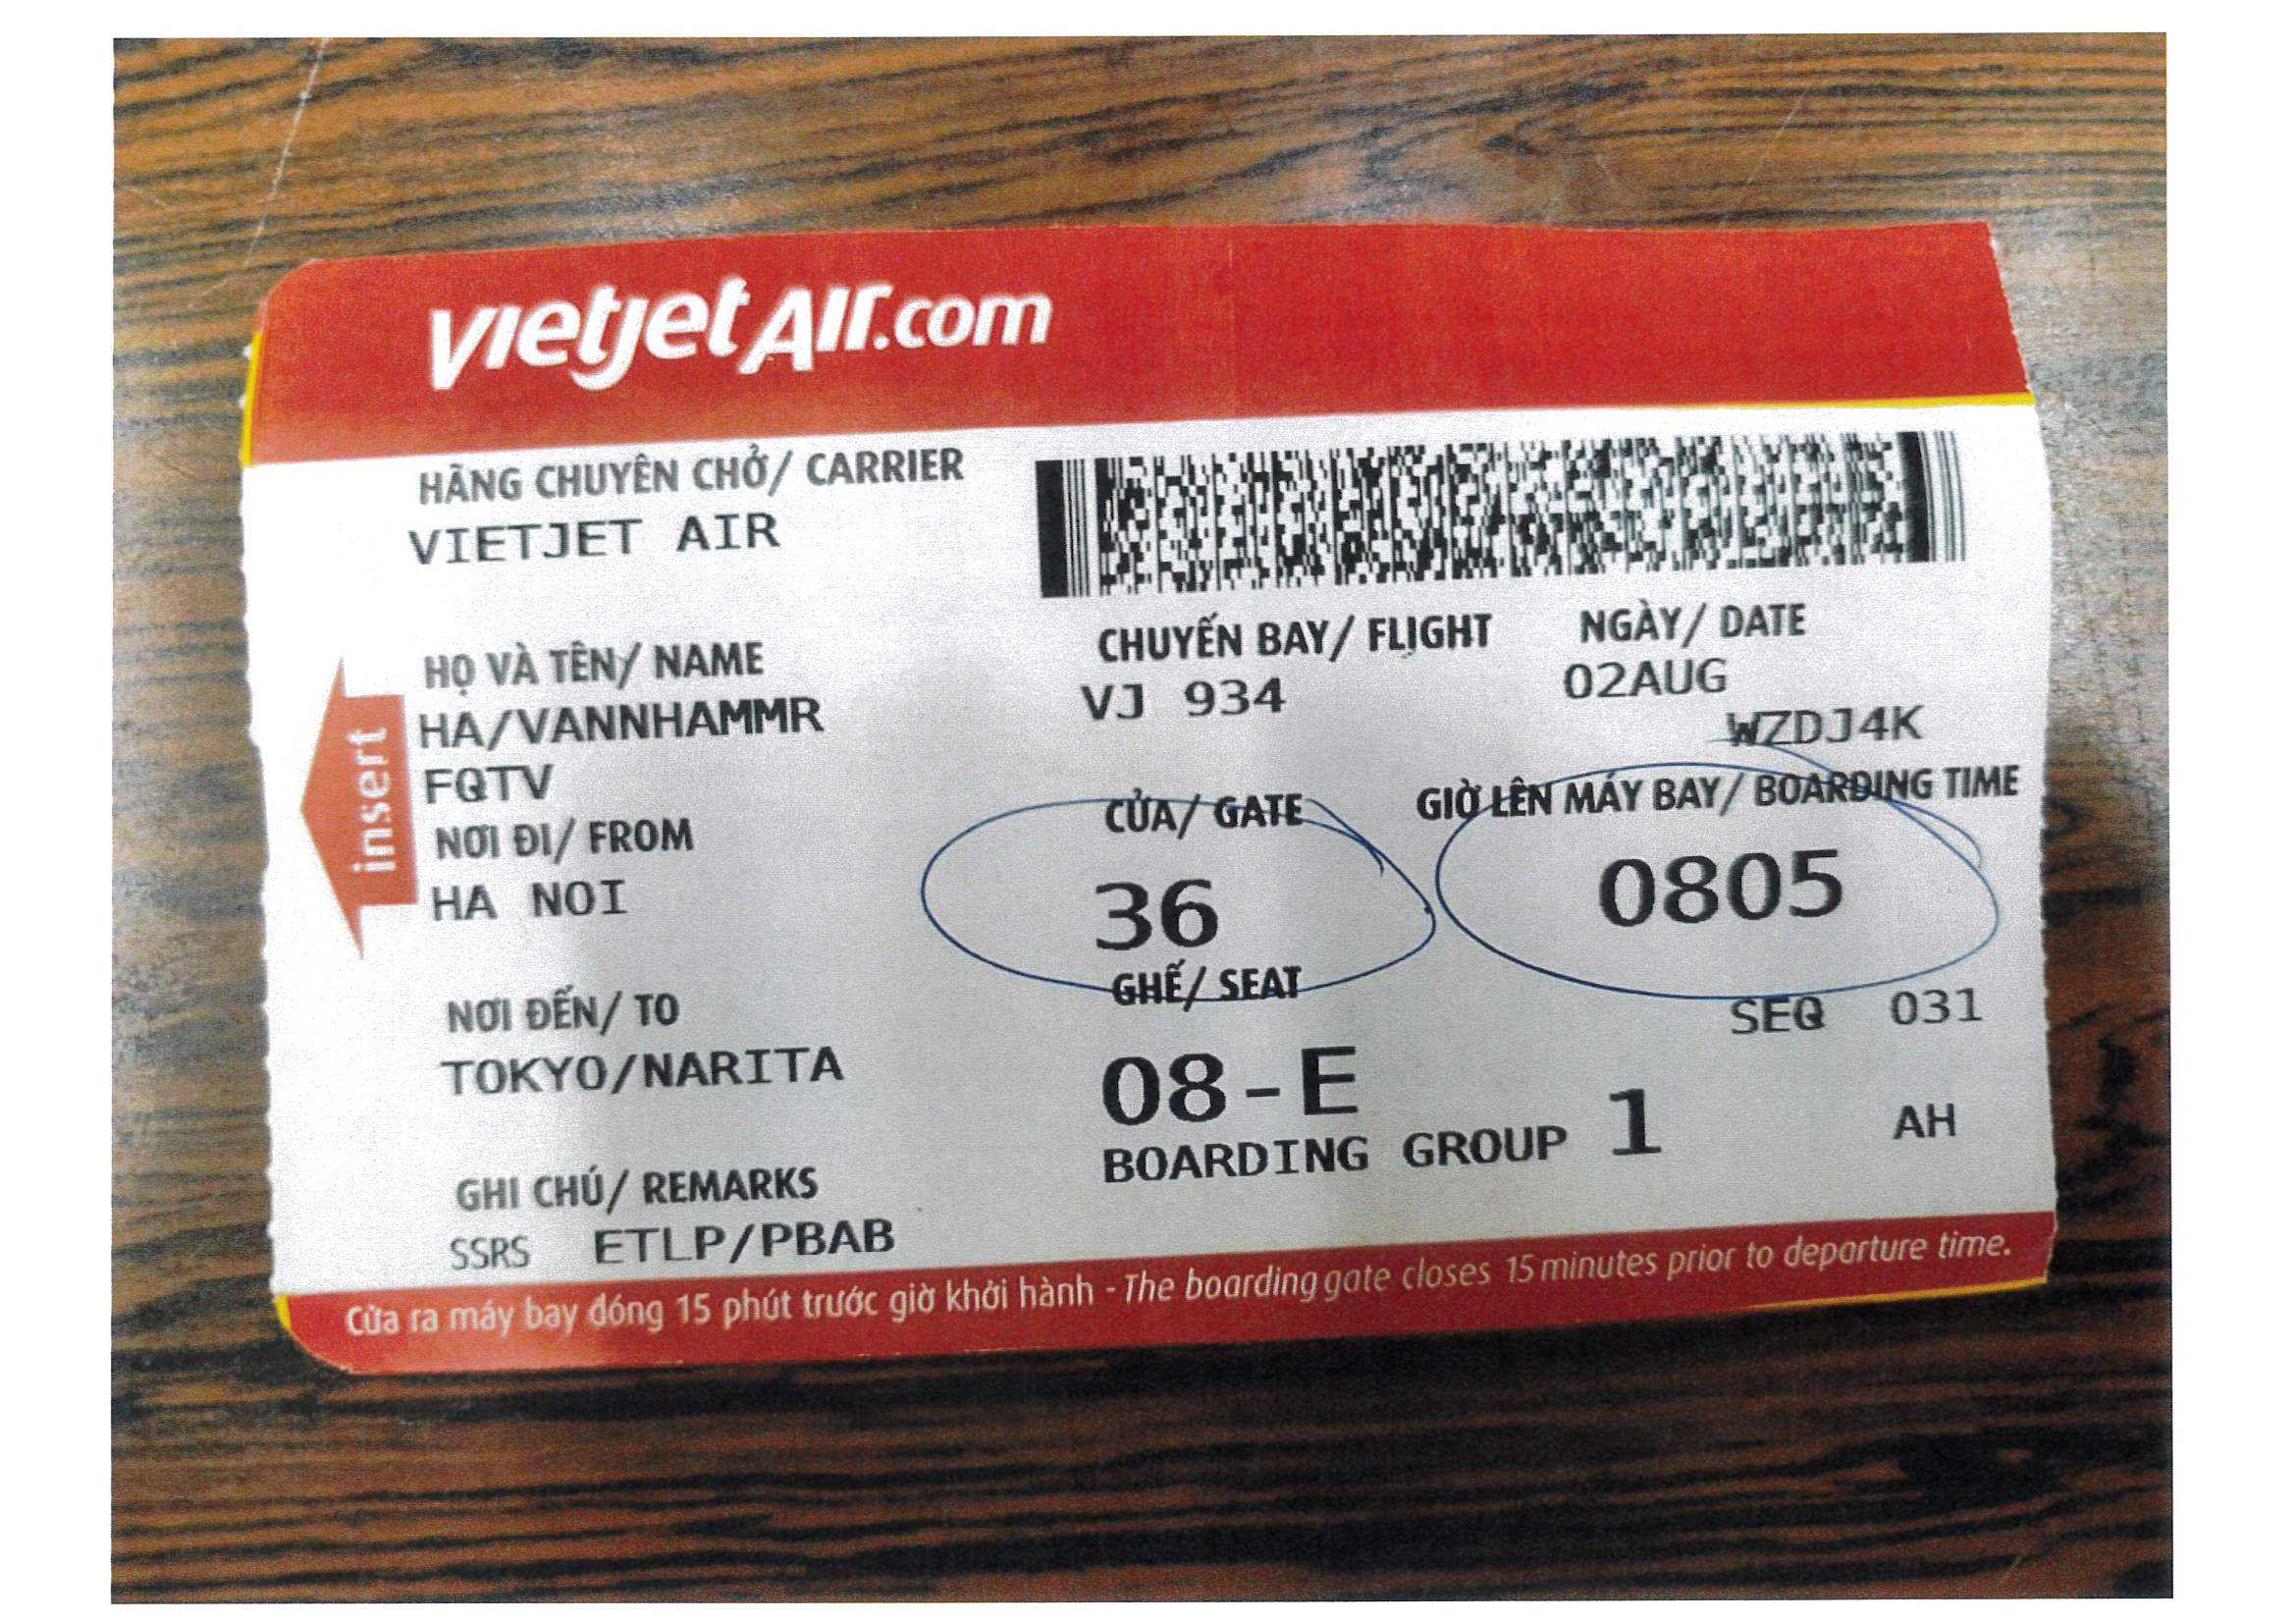 vietjetAir.com
HÃNG CHUYÊN CHỞ/ CARRIER
VIETJET AIR
HỌ VÀ TÊN/ NAME
HA/VANNHAMMR
FQTV
NƠI ĐI/ FROM
HA NOI
NƠI ĐẾN/ TO
TOKYO/NARITA
GHI CHÚ/ REMARKS
SSRS ETLP/PBAB
insert
CHUYẾN BAY/ FLIGHT
VJ 934
NGÀY/ DATE
02AUG
WZDJ4K
CỬA/ GATE
36
GIỜ LÊN MÁY BAY/ BOARDING TIME
0805
GHẾ/ SEAT
08-E
SEQ 031
BOARDING GROUP 1
AH
Cửa ra máy bay đóng 15 phút trước giờ khởi hành - The boarding gate closes 15 minutes prior to departure time.